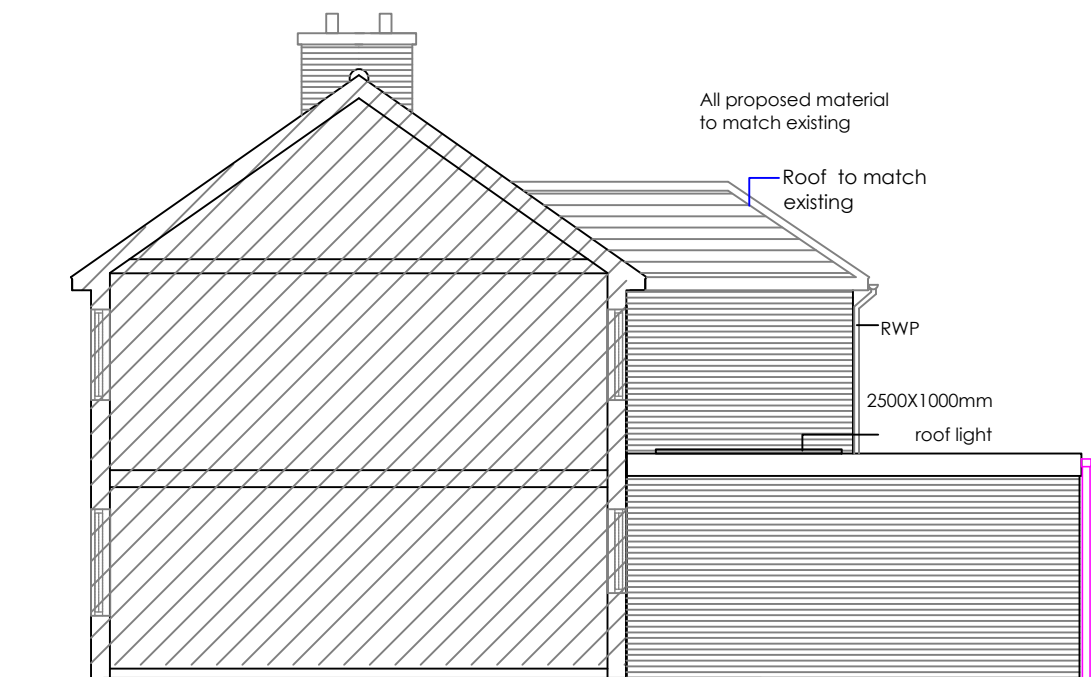 All proposed material
to match existing
Roof to match
existing
RWP
2500X1000mm
roof light